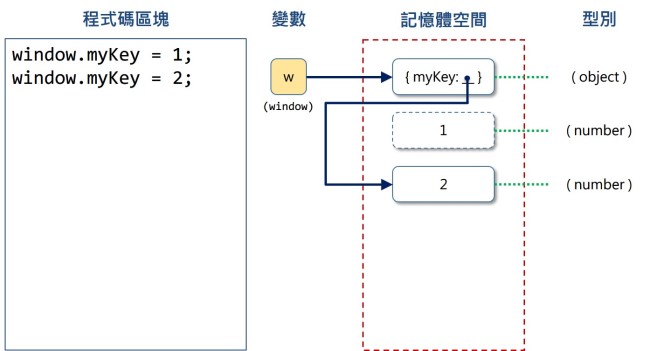 程式碼區塊
變數
記憶體空間
型別
window.myKey = 1;
window.myKey = 2;
w
(window)
{ myKey: _ }
( object )
1
( number )
2
( number )